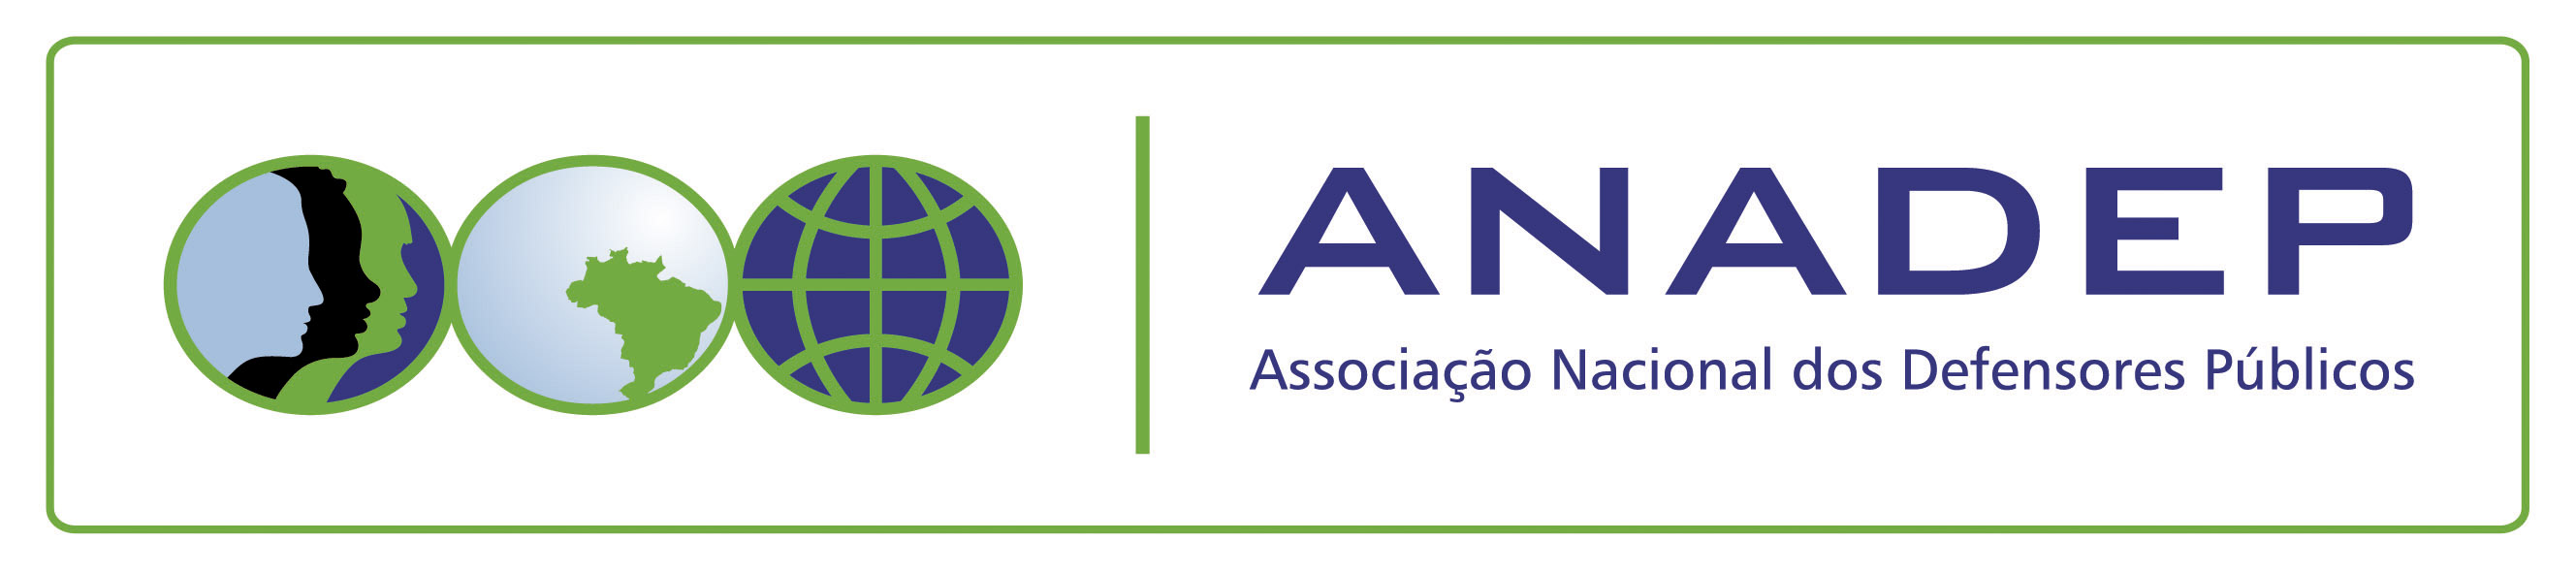 ANADEP
Associação Nacional dos Defensores Públicos